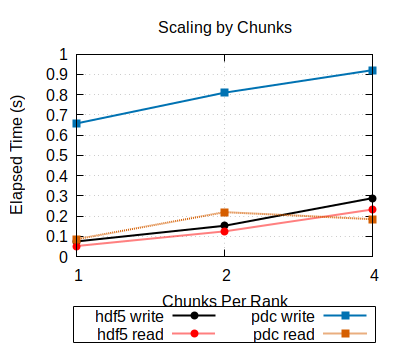 Scaling by Chunks
Elapsed Time (s)
1
0.9
0.8
0.7
0.6
0.5
0.4
0.3
0.2
0.1
0
1 2 4
Chunks Per Rank
hdf5 write pdc write
hdf5 read pdc read